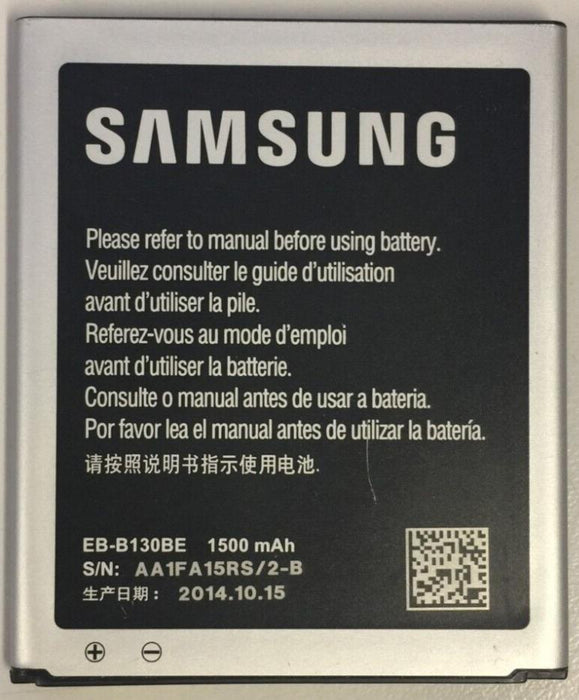 SAMSUNG
Please refer to manual before using battery.
Veuillez consulter le guide d'utilisation
avant d'utiliser la pile.
Referez-vous au mode d'emploi
avant d'utiliser la batterie.
Consulte o manual antes de usar a bateria.
Por favor lea el manual antes de utilizar la batería.
请按照说明书指示使用电池.
EB-B130BE 1500 mAh
S/N: AA1FA15RS/2-B
生产日期: 2014.10.15
+ −